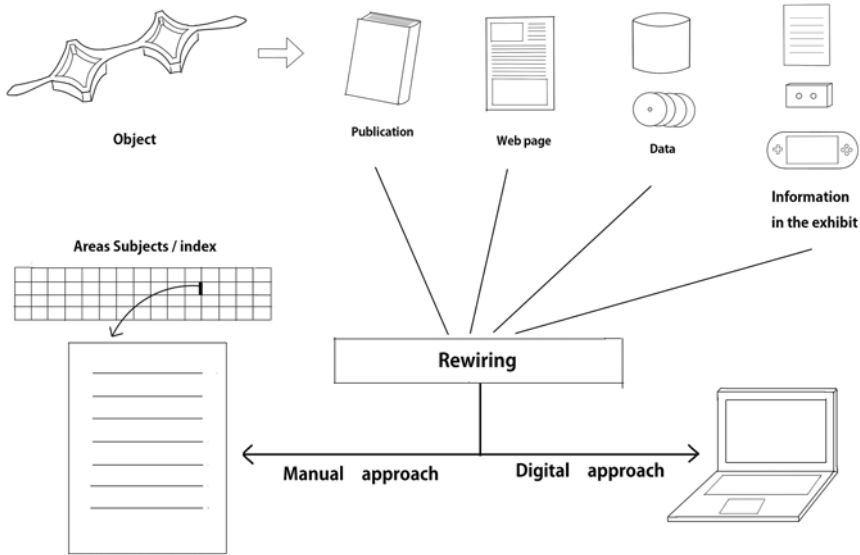 Object
Publication
Web page
Data
Information
in the exhibit
Areas Subjects / index
Rewiring
Manual approach
Digital approach